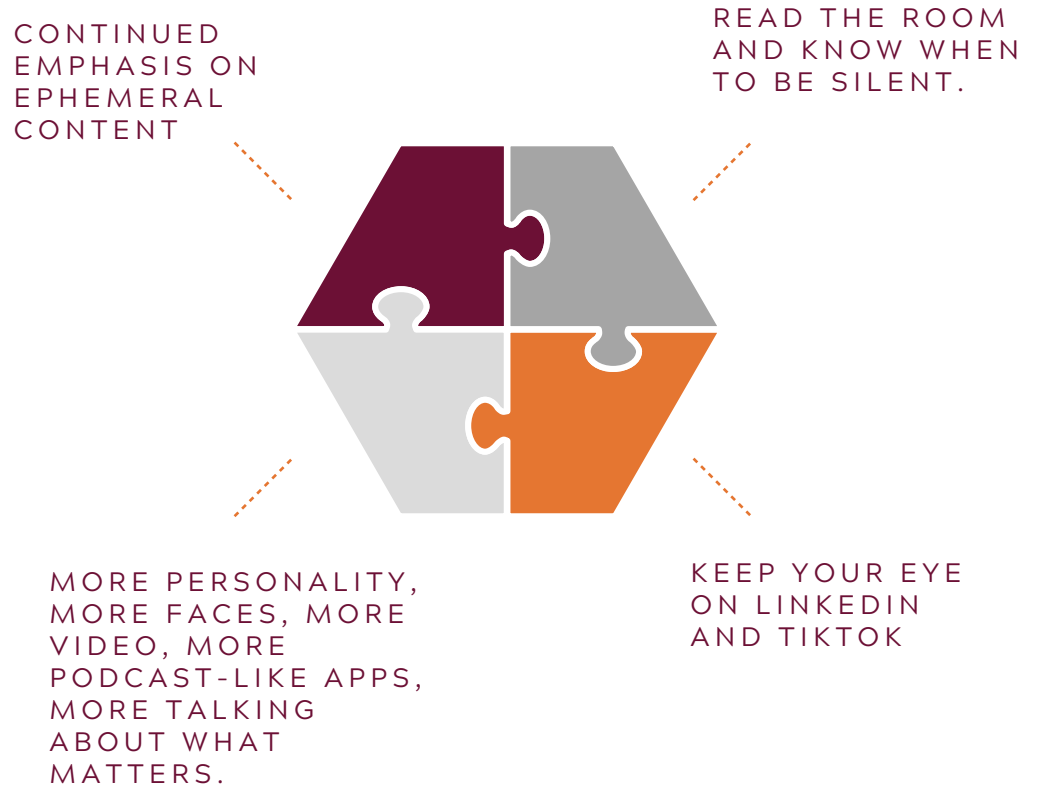 CONTINUED
EMPHASIS ON
EPHEMERAL
CONTENT
READ THE ROOM
AND KNOW WHEN
TO BE SILENT.
MORE PERSONALITY,
MORE FACES, MORE
VIDEO, MORE
PODCAST-LIKE APPS,
MORE TALKING
ABOUT WHAT
MATTERS.
KEEP YOUR EYE
ON LINKEDIN
AND TIKTOK